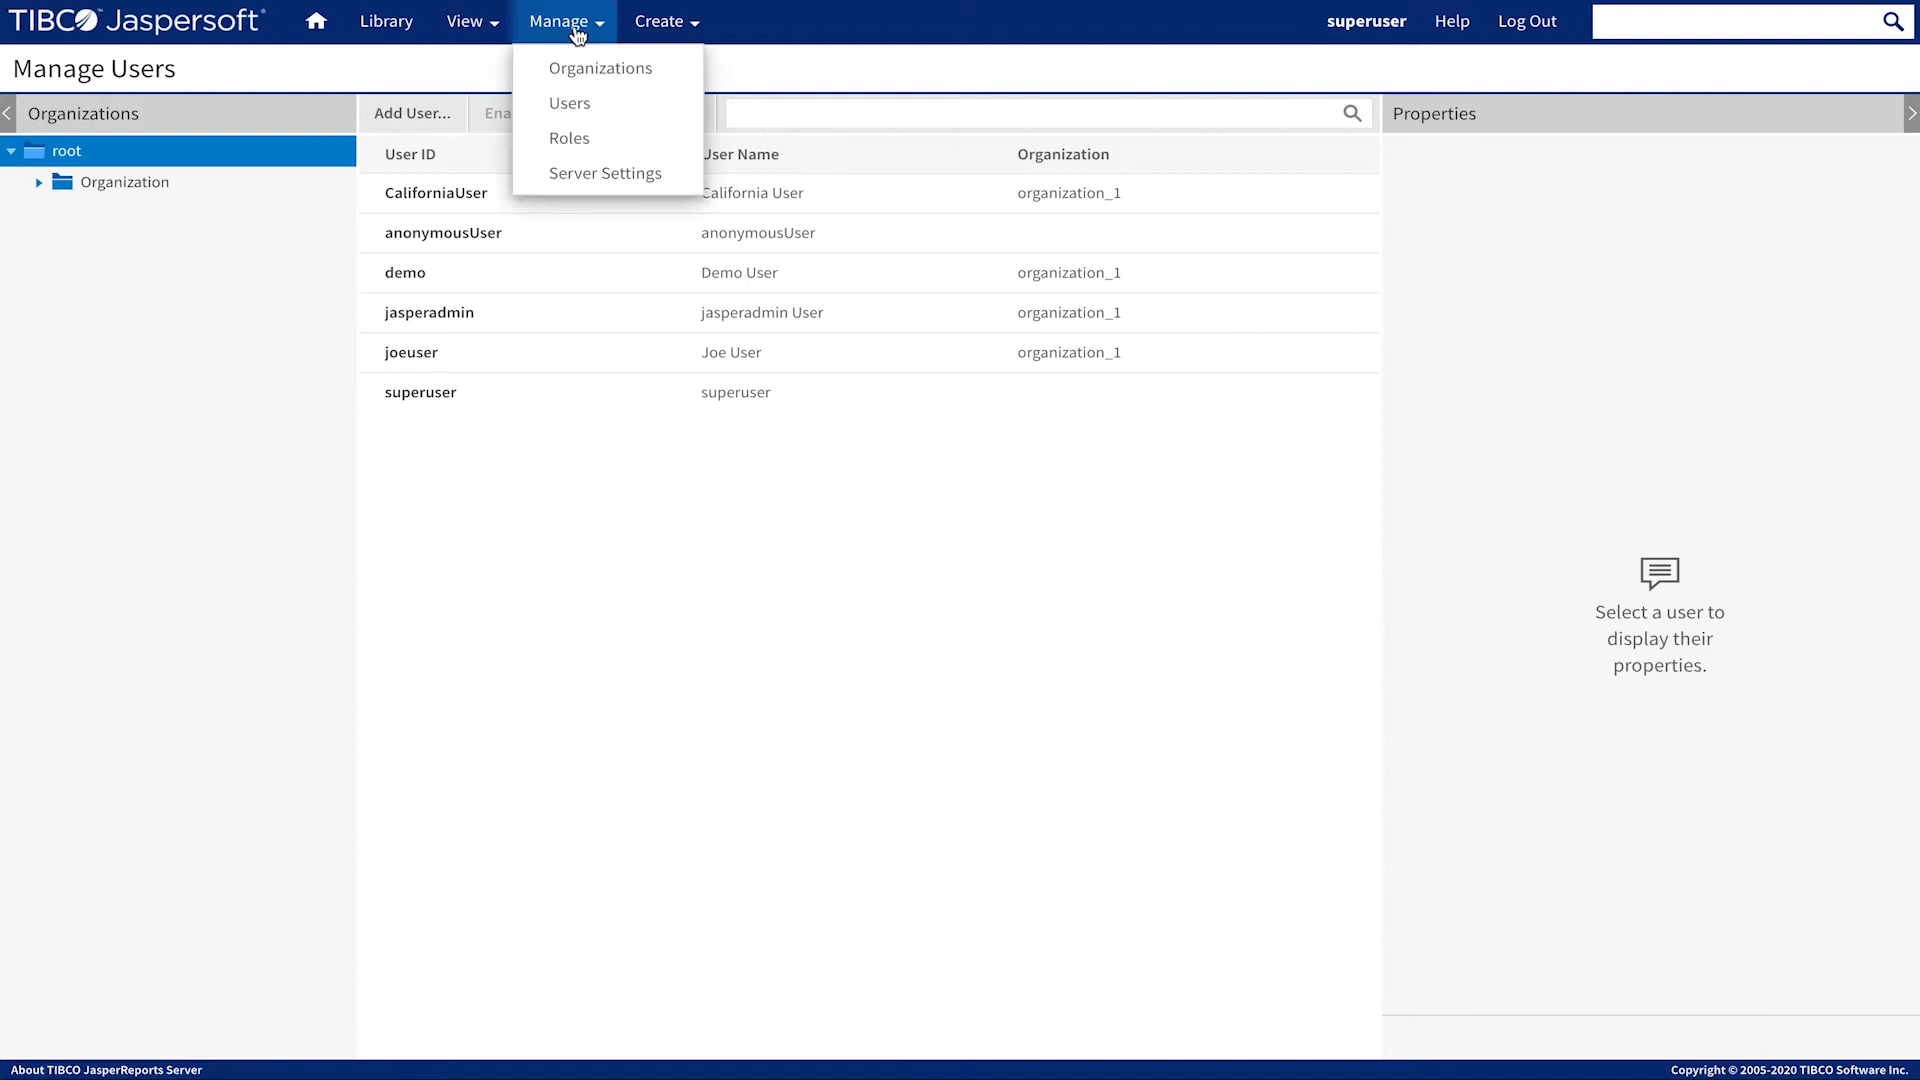 TIBCO Jaspersoft®
Library
View
Manage
Create
superuser
Help
Log Out
Manage Users
Organizations
Users
Roles
Server Settings
Organizations
root
Organization
Add User...
Ena
User ID
User Name
Organization
CaliforniaUser
California User
organization_1
anonymousUser
anonymousUser
demo
Demo User
organization_1
jasperadmin
jasperadmin User
organization_1
joeuser
Joe User
organization_1
superuser
superuser
Properties
Select a user to
display their
properties.
About TIBCO JasperReports Server
Copyright © 2005-2020 TIBCO Software Inc.